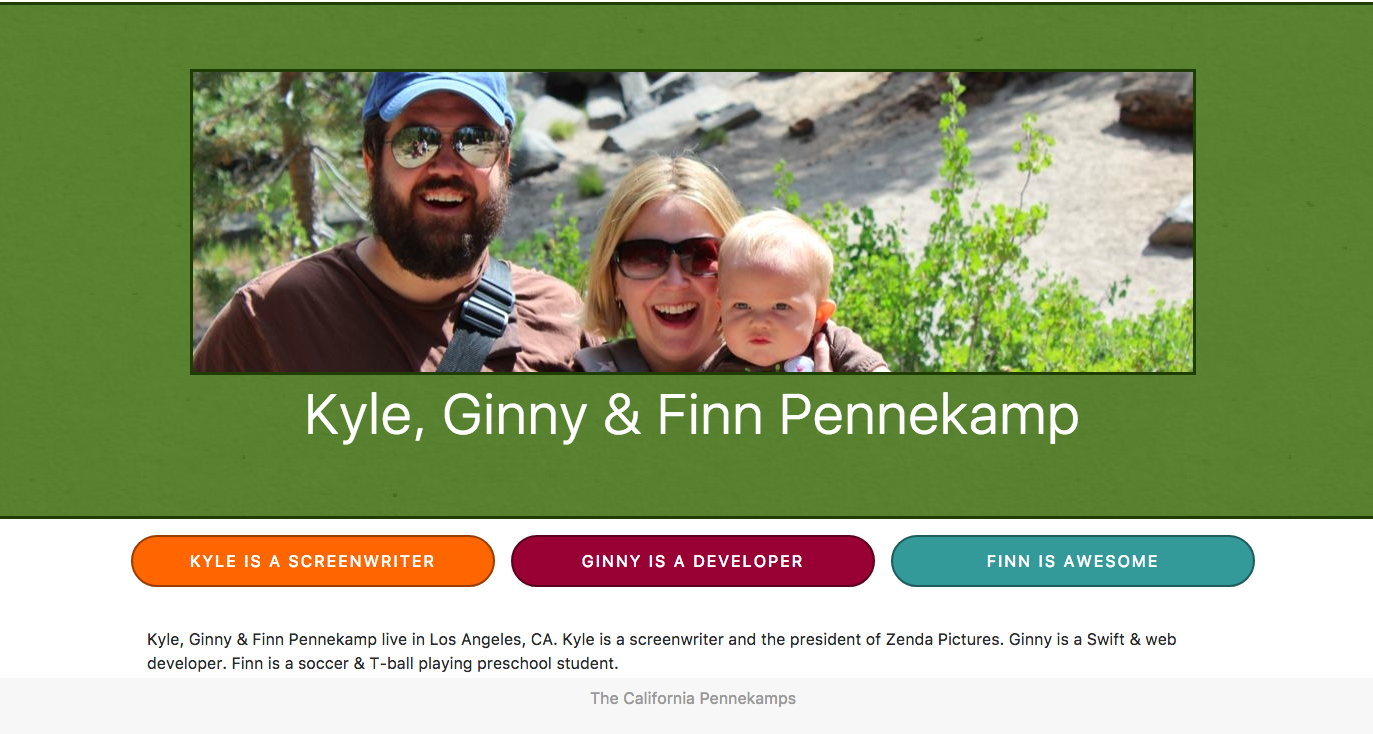 Kyle, Ginny & Finn Pennekamp
KYLE IS A SCREENWRITER
GINNY IS A DEVELOPER
FINN IS AWESOME
Kyle, Ginny & Finn Pennekamp live in Los Angeles, CA. Kyle is a screenwriter and the president of Zenda Pictures. Ginny is a Swift & web
developer. Finn is a soccer & T-ball playing preschool student.
The California Pennekamps